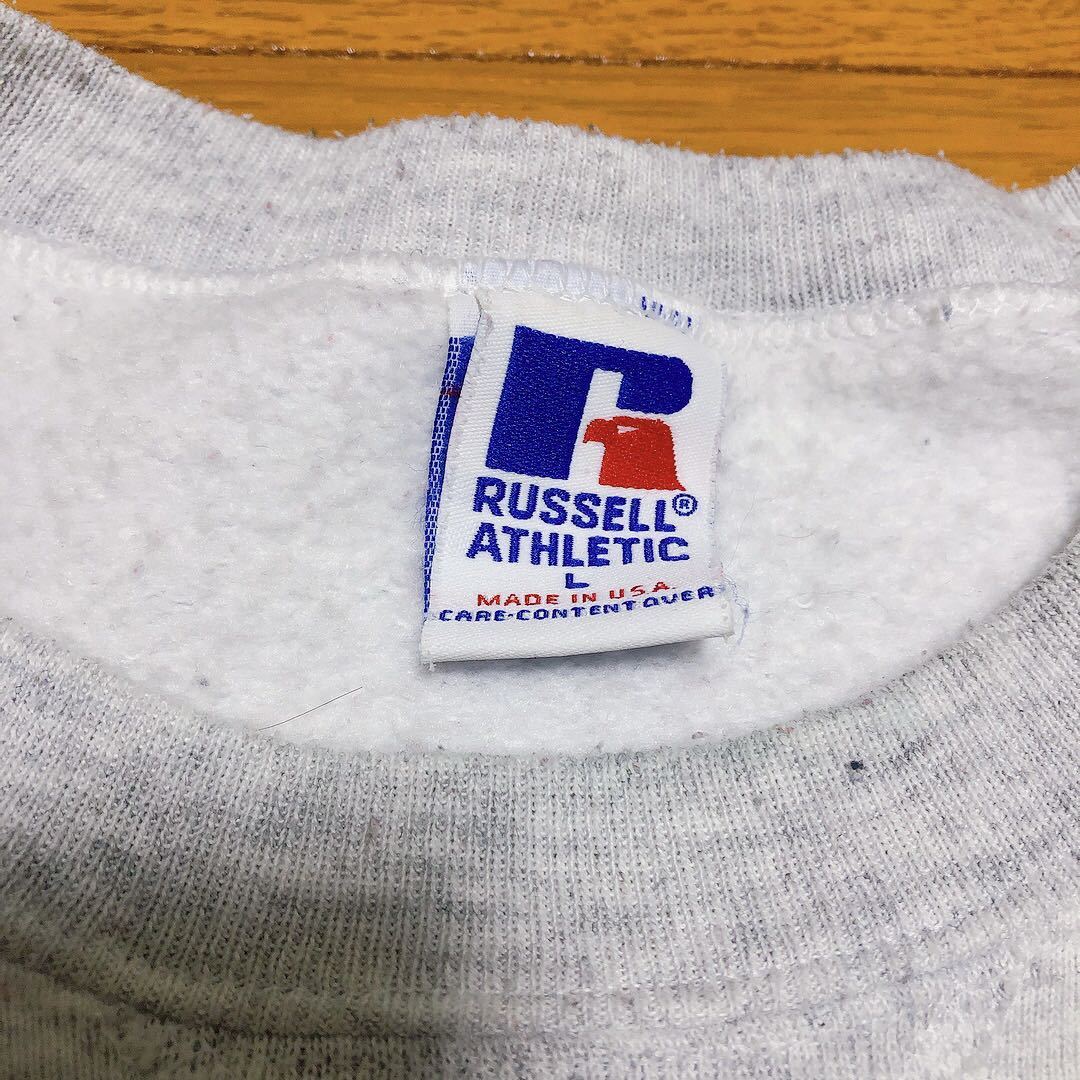 R
RUSSELL®
ATHLETIC
L
MADE IN U.S.A.
CARE·CONTENT OVER